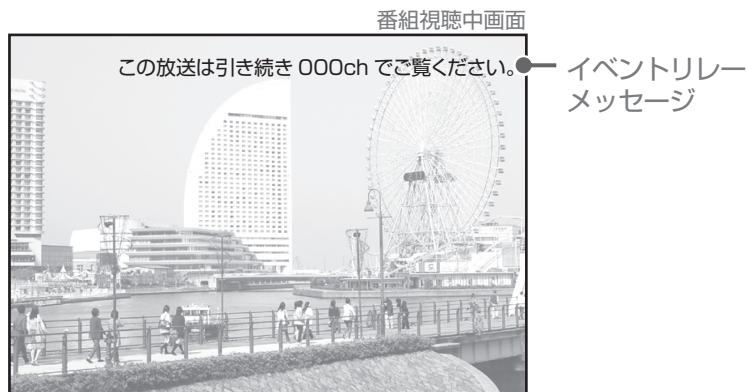 番組視聴中画面
この放送は引き続き 000ch でご覧ください。
イベントリレー
メッセージ